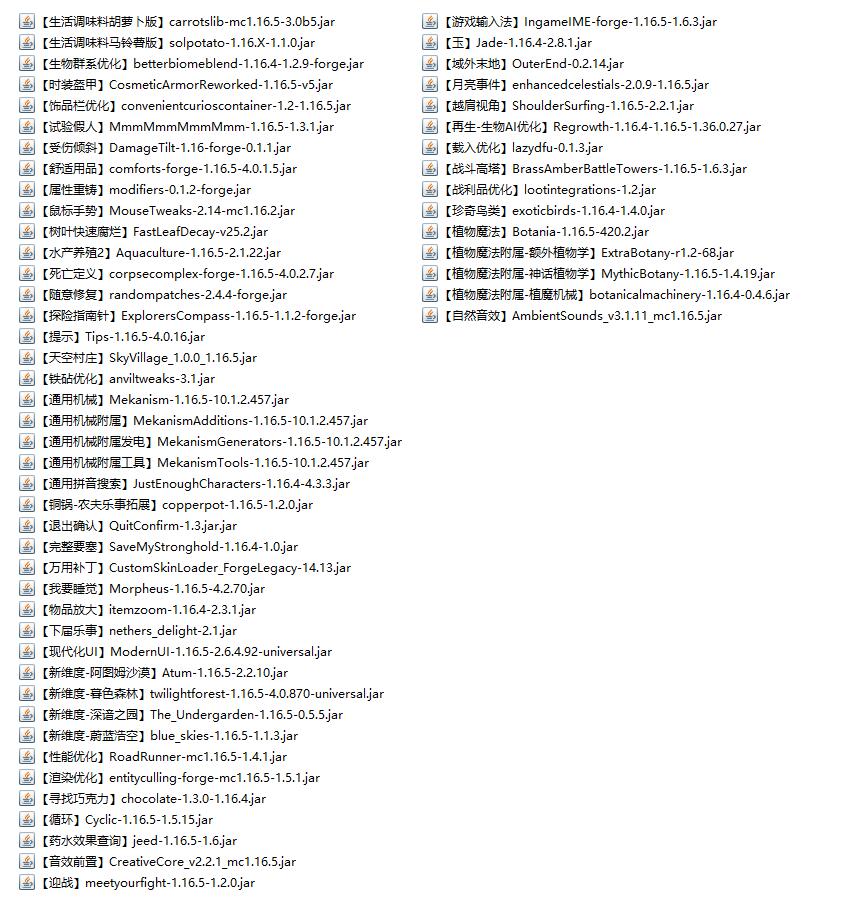 【生活调味料胡萝卜版】carrotslib-mc1.16.5-3.0b5.jar
【生活调味料马铃薯版】solpotato-1.16.X-1.1.0.jar
【生物群系优化】betterbiomeblend-1.16.4-1.2.9-forge.jar
【时装盔甲】CosmeticArmorReworked-1.16.5-v5.jar
【饰品栏优化】convenientcurioscontainer-1.2-1.16.5.jar
【试验假人】MmmMmmMmmMmm-1.16.5-1.3.1.jar
【受伤倾斜】DamageTilt-1.16-forge-0.1.1.jar
【舒适用品】comforts-forge-1.16.5-4.0.1.5.jar
【属性重铸】modifiers-0.1.2-forge.jar
【鼠标手势】MouseTweaks-2.14-mc1.16.2.jar
【树叶快速腐烂】FastLeafDecay-v25.2.jar
【水产养殖2】Aquaculture-1.16.5-2.1.22.jar
【死亡定义】corpsecomplex-forge-1.16.5-4.0.2.7.jar
【随意修复】randompatches-2.4.4-forge.jar
【探险指南针】ExplorersCompass-1.16.5-1.1.2-forge.jar
【提示】Tips-1.16.5-4.0.16.jar
【天空村庄】SkyVillage_1.0.0_1.16.5.jar
【铁砧优化】anviltweaks-3.1.jar
【通用机械】Mekanism-1.16.5-10.1.2.457.jar
【通用机械附属】MekanismAdditions-1.16.5-10.1.2.457.jar
【通用机械附属发电】MekanismGenerators-1.16.5-10.1.2.457.jar
【通用机械附属工具】MekanismTools-1.16.5-10.1.2.457.jar
【通用拼音搜索】JustEnoughCharacters-1.16.4-4.3.3.jar
【铜锅-农夫乐事拓展】copperpot-1.16.5-1.2.0.jar
【退出确认】QuitConfirm-1.3.jar.jar
【完整要塞】SaveMyStronghold-1.16.4-1.0.jar
【万用补丁】CustomSkinLoader_ForgeLegacy-14.13.jar
【我要睡觉】Morpheus-1.16.5-4.2.70.jar
【物品放大】itemzoom-1.16.4-2.3.1.jar
【下届乐事】nethers_delight-2.1.jar
【现代化UI】ModernUI-1.16.5-2.6.4.92-universal.jar
【新维度-阿图姆沙漠】Atum-1.16.5-2.2.10.jar
【新维度-暮色森林】twilightforest-1.16.5-4.0.870-universal.jar
【新维度-深谙之园】The_Undergarden-1.16.5-0.5.5.jar
【新维度-蔚蓝浩空】blue_skies-1.16.5-1.1.3.jar
【性能优化】RoadRunner-mc1.16.5-1.4.1.jar
【渲染优化】entityculling-forge-mc1.16.5-1.5.1.jar
【寻找巧克力】chocolate-1.3.0-1.16.4.jar
【循环】Cyclic-1.16.5-1.5.15.jar
【药水效果查询】jeed-1.16.5-1.6.jar
【音效前置】CreativeCore_v2.2.1_mc1.16.5.jar
【迎战】meetyourfight-1.16.5-1.2.0.jar
【游戏输入法】IngameIME-forge-1.16.5-1.6.3.jar
【玉】Jade-1.16.4-2.8.1.jar
【域外末地】OuterEnd-0.2.14.jar
【月亮事件】enhancedcelestials-2.0.9-1.16.5.jar
【越肩视角】ShoulderSurfing-1.16.5-2.2.1.jar
【再生-生物AI优化】Regrowth-1.16.4-1.16.5-1.36.0.27.jar
【载入优化】lazydfu-0.1.3.jar
【战斗高塔】BrassAmberBattleTowers-1.16.5-1.6.3.jar
【战利品优化】lootintegrations-1.2.jar
【珍奇鸟类】exoticbirds-1.16.4-1.4.0.jar
【植物魔法】Botania-1.16.5-420.2.jar
【植物魔法附属-额外植物学】ExtraBotany-r1.2-68.jar
【植物魔法附属-神话植物学】MythicBotany-1.16.5-1.4.19.jar
【植物魔法附属-植魔机械】botanicalmachinery-1.16.4-0.4.6.jar
【自然音效】AmbientSounds_v3.1.11_mc1.16.5.jar